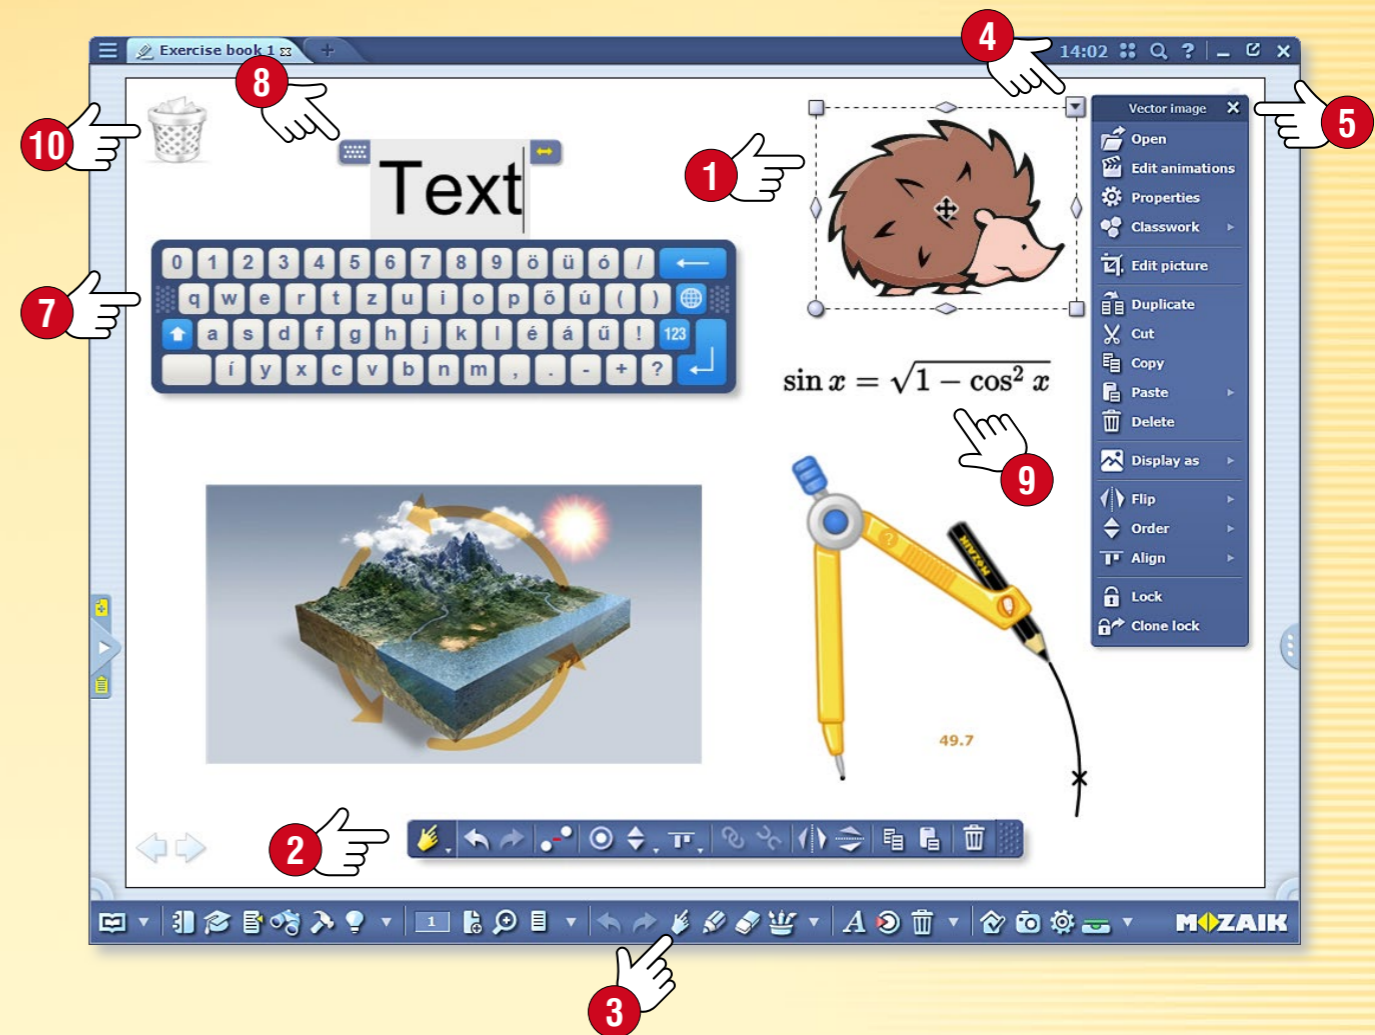 4
14:02 ?
Exercise book 1
+
8
10
Text
1
Vector image
5
Open
Edit animations
Properties
Classwork
Edit picture
Duplicate
Cut
Copy
Paste
Delete
Display as
Flip
Order
Align
Lock
Clone lock
7
0 1 2 3 4 5 6 7 8 9 ö ü ó /
q w e r t z u i o p ő ú ( )
a s d f g h j k l é á ű ! 123
í y x c v b n m , . - + ?
sin x = √1 − cos² x
9
MOZAIK
49.7
2
1
A
MOZAIK
3